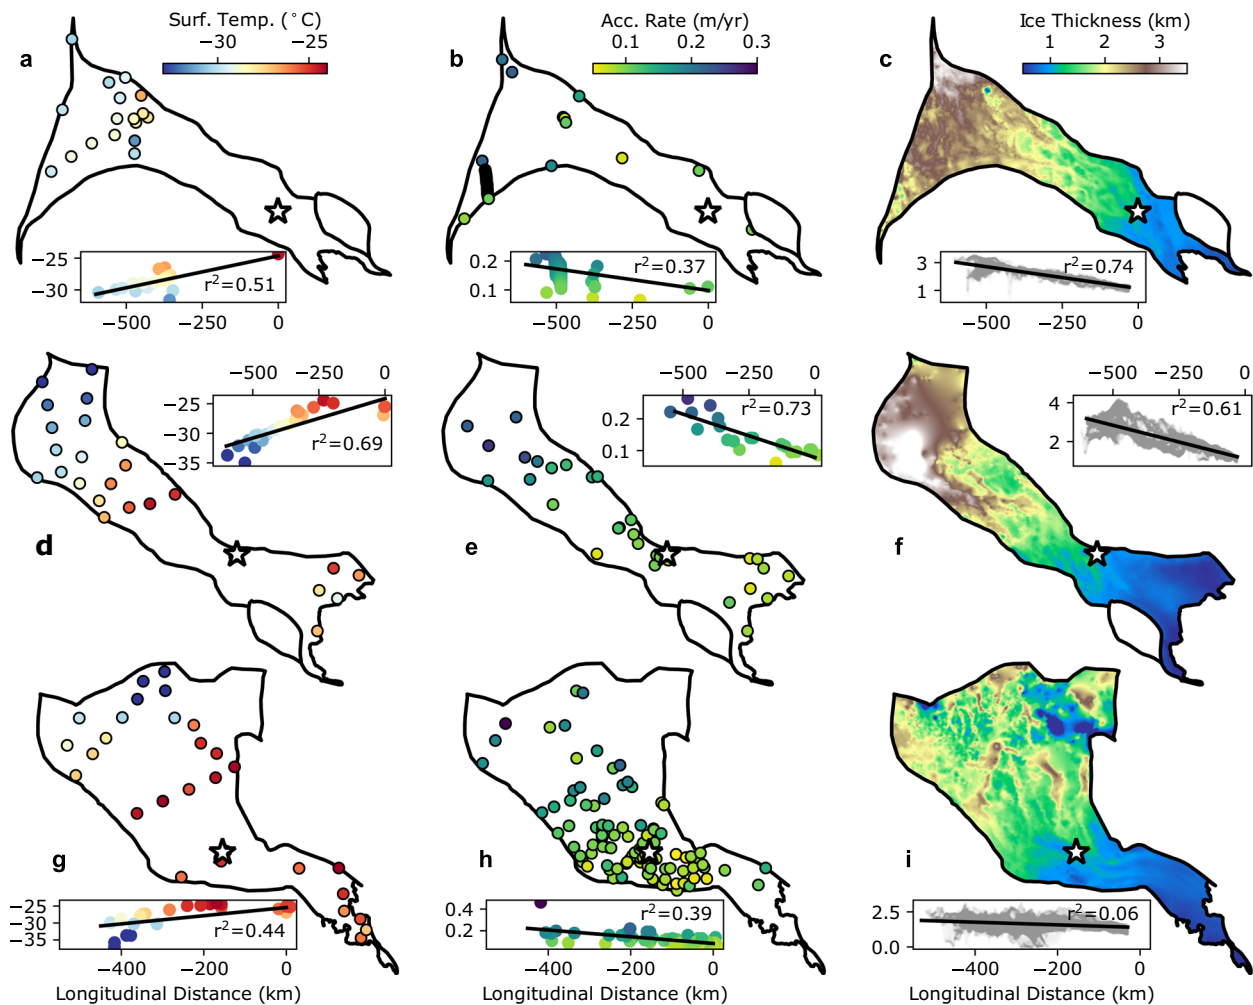 Surf. Temp. (°C)
−30 −24
a
−25
−30
r²=0.51
−500 −250 0
Acc. Rate (m/yr)
0.1 0.2 0.3
b
0.2
0.1
r²=0.37
−500 −250 0
Ice Thickness (km)
1 2 3
c
3
1
r²=0.74
−500 −250 0
d
−500 −250 0
−25
−30
−35
r²=0.69
e
0.2
0.1
r²=0.73
−500 −250 0
f
−500 −250 0
4
2
r²=0.61
g
−25
−30
−35
r²=0.44
−400 −200 0
Longitudinal Distance (km)
h
0.4
0.2
r²=0.39
−400 −200 0
Longitudinal Distance (km)
i
2.5
0.0
r²=0.06
−400 −200 0
Longitudinal Distance (km)